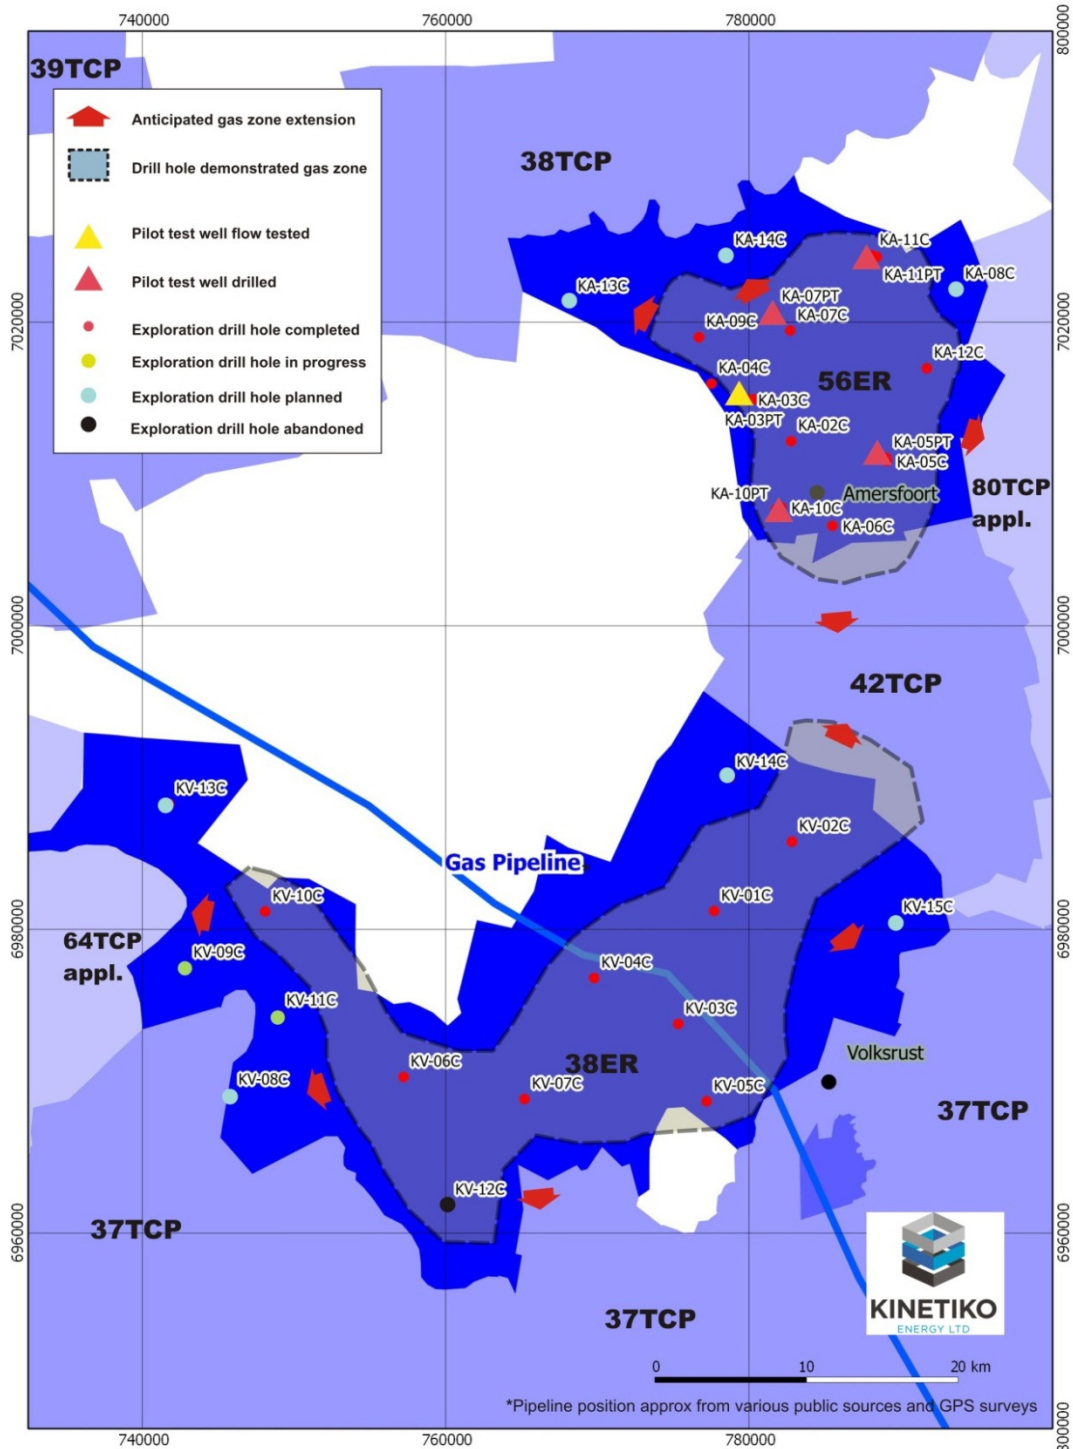 740000
760000
780000
800000
39TCP
Anticipated gas zone extension
Drill hole demonstrated gas zone
Pilot test well flow tested
Pilot test well drilled
Exploration drill hole completed
Exploration drill hole in progress
Exploration drill hole planned
Exploration drill hole abandoned
38TCP
KA-14C
KA-11C
KA-11PT
KA-08C
KA-13C
KA-07PT
KA-07C
KA-09C
7020000
7020000
KA-12C
KA-04C
56ER
KA-03C
KA-03PT
KA-02C
KA-05PT
KA-05C
KA-10PT
Amersfoort
80TCP
appl.
KA-10C
KA-06C
7000000
7000000
42TCP
KV-14C
KV-13C
KV-02C
Gas Pipeline
KV-10C
KV-01C
KV-15C
6980000
6980000
64TCP
appl.
KV-09C
KV-04C
KV-11C
KV-03C
Volksrust
KV-06C
38ER
KV-08C
KV-07C
KV-05C
37TCP
KV-12C
37TCP
6960000
6960000
KINETIKO
ENERGY LTD
37TCP
0 10 20 km
*Pipeline position approx from various public sources and GPS surveys
740000
760000
780000